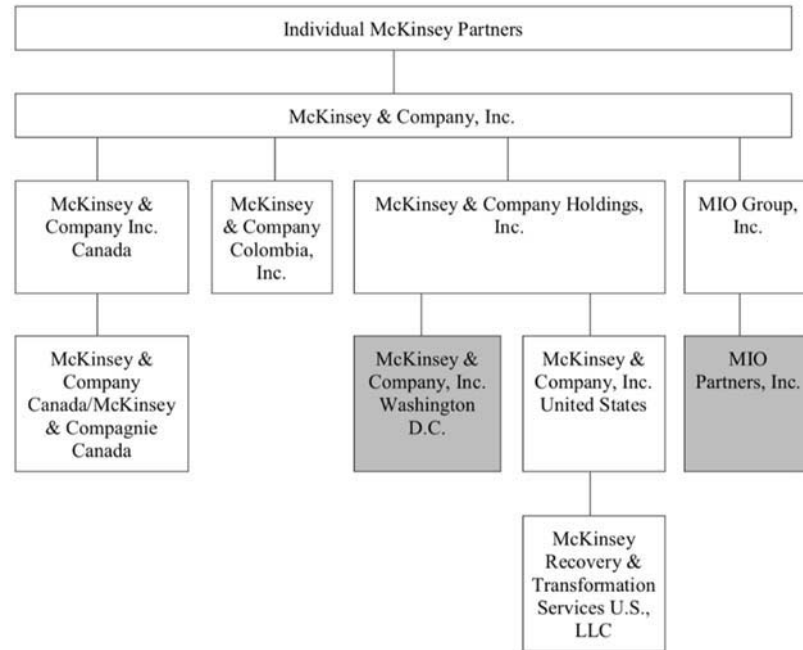 Individual McKinsey Partners
McKinsey & Company, Inc.
McKinsey &
Company Inc.
Canada
McKinsey
& Company
Colombia,
Inc.
McKinsey & Company Holdings,
Inc.
MIO Group,
Inc.
McKinsey &
Company
Canada/McKinsey
& Compagnie
Canada
McKinsey &
Company, Inc.
Washington
D.C.
McKinsey &
Company, Inc.
United States
MIO
Partners, Inc.
McKinsey
Recovery &
Transformation
Services U.S.,
LLC